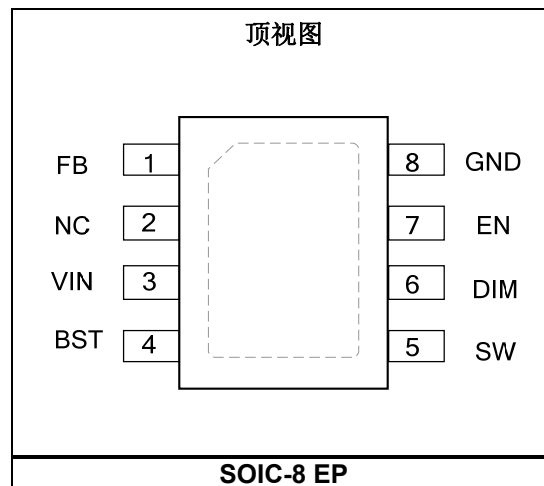 顶视图
FB 1 8 GND
NC 2 7 EN
VIN 3 6 DIM
BST 4 5 SW
SOIC-8 EP